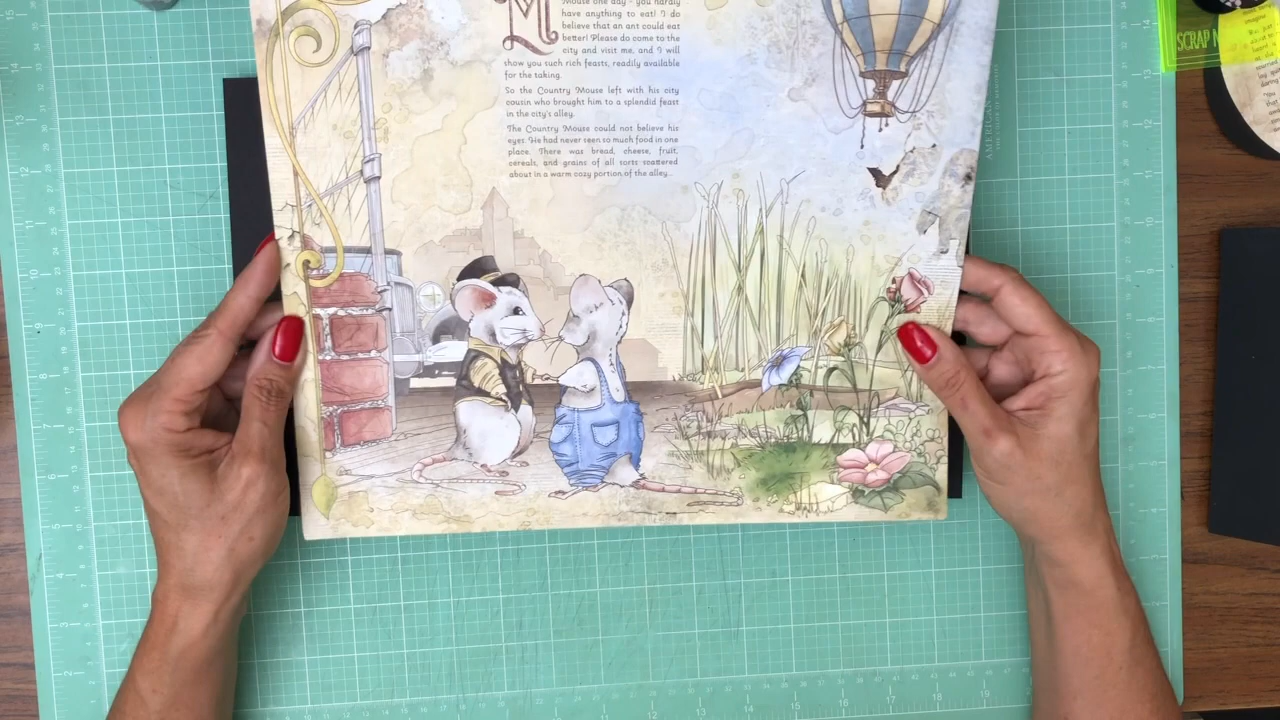 Mouse one day - you hardly
have anything to eat! I do
believe that an ant could eat
better! Please do come to the
city and visit me, and I will
show you such rich feasts, readily available
for the taking.
So the Country Mouse left with his city
cousin who brought him to a splendid feast
in the city's alley.
The Country Mouse could not believe his
eyes. He had never seen so much food in one
place. There was bread, cheese, fruit,
cereals, and grains of all sorts scattered
about in a warm cozy portion of the alley...
SCRAP